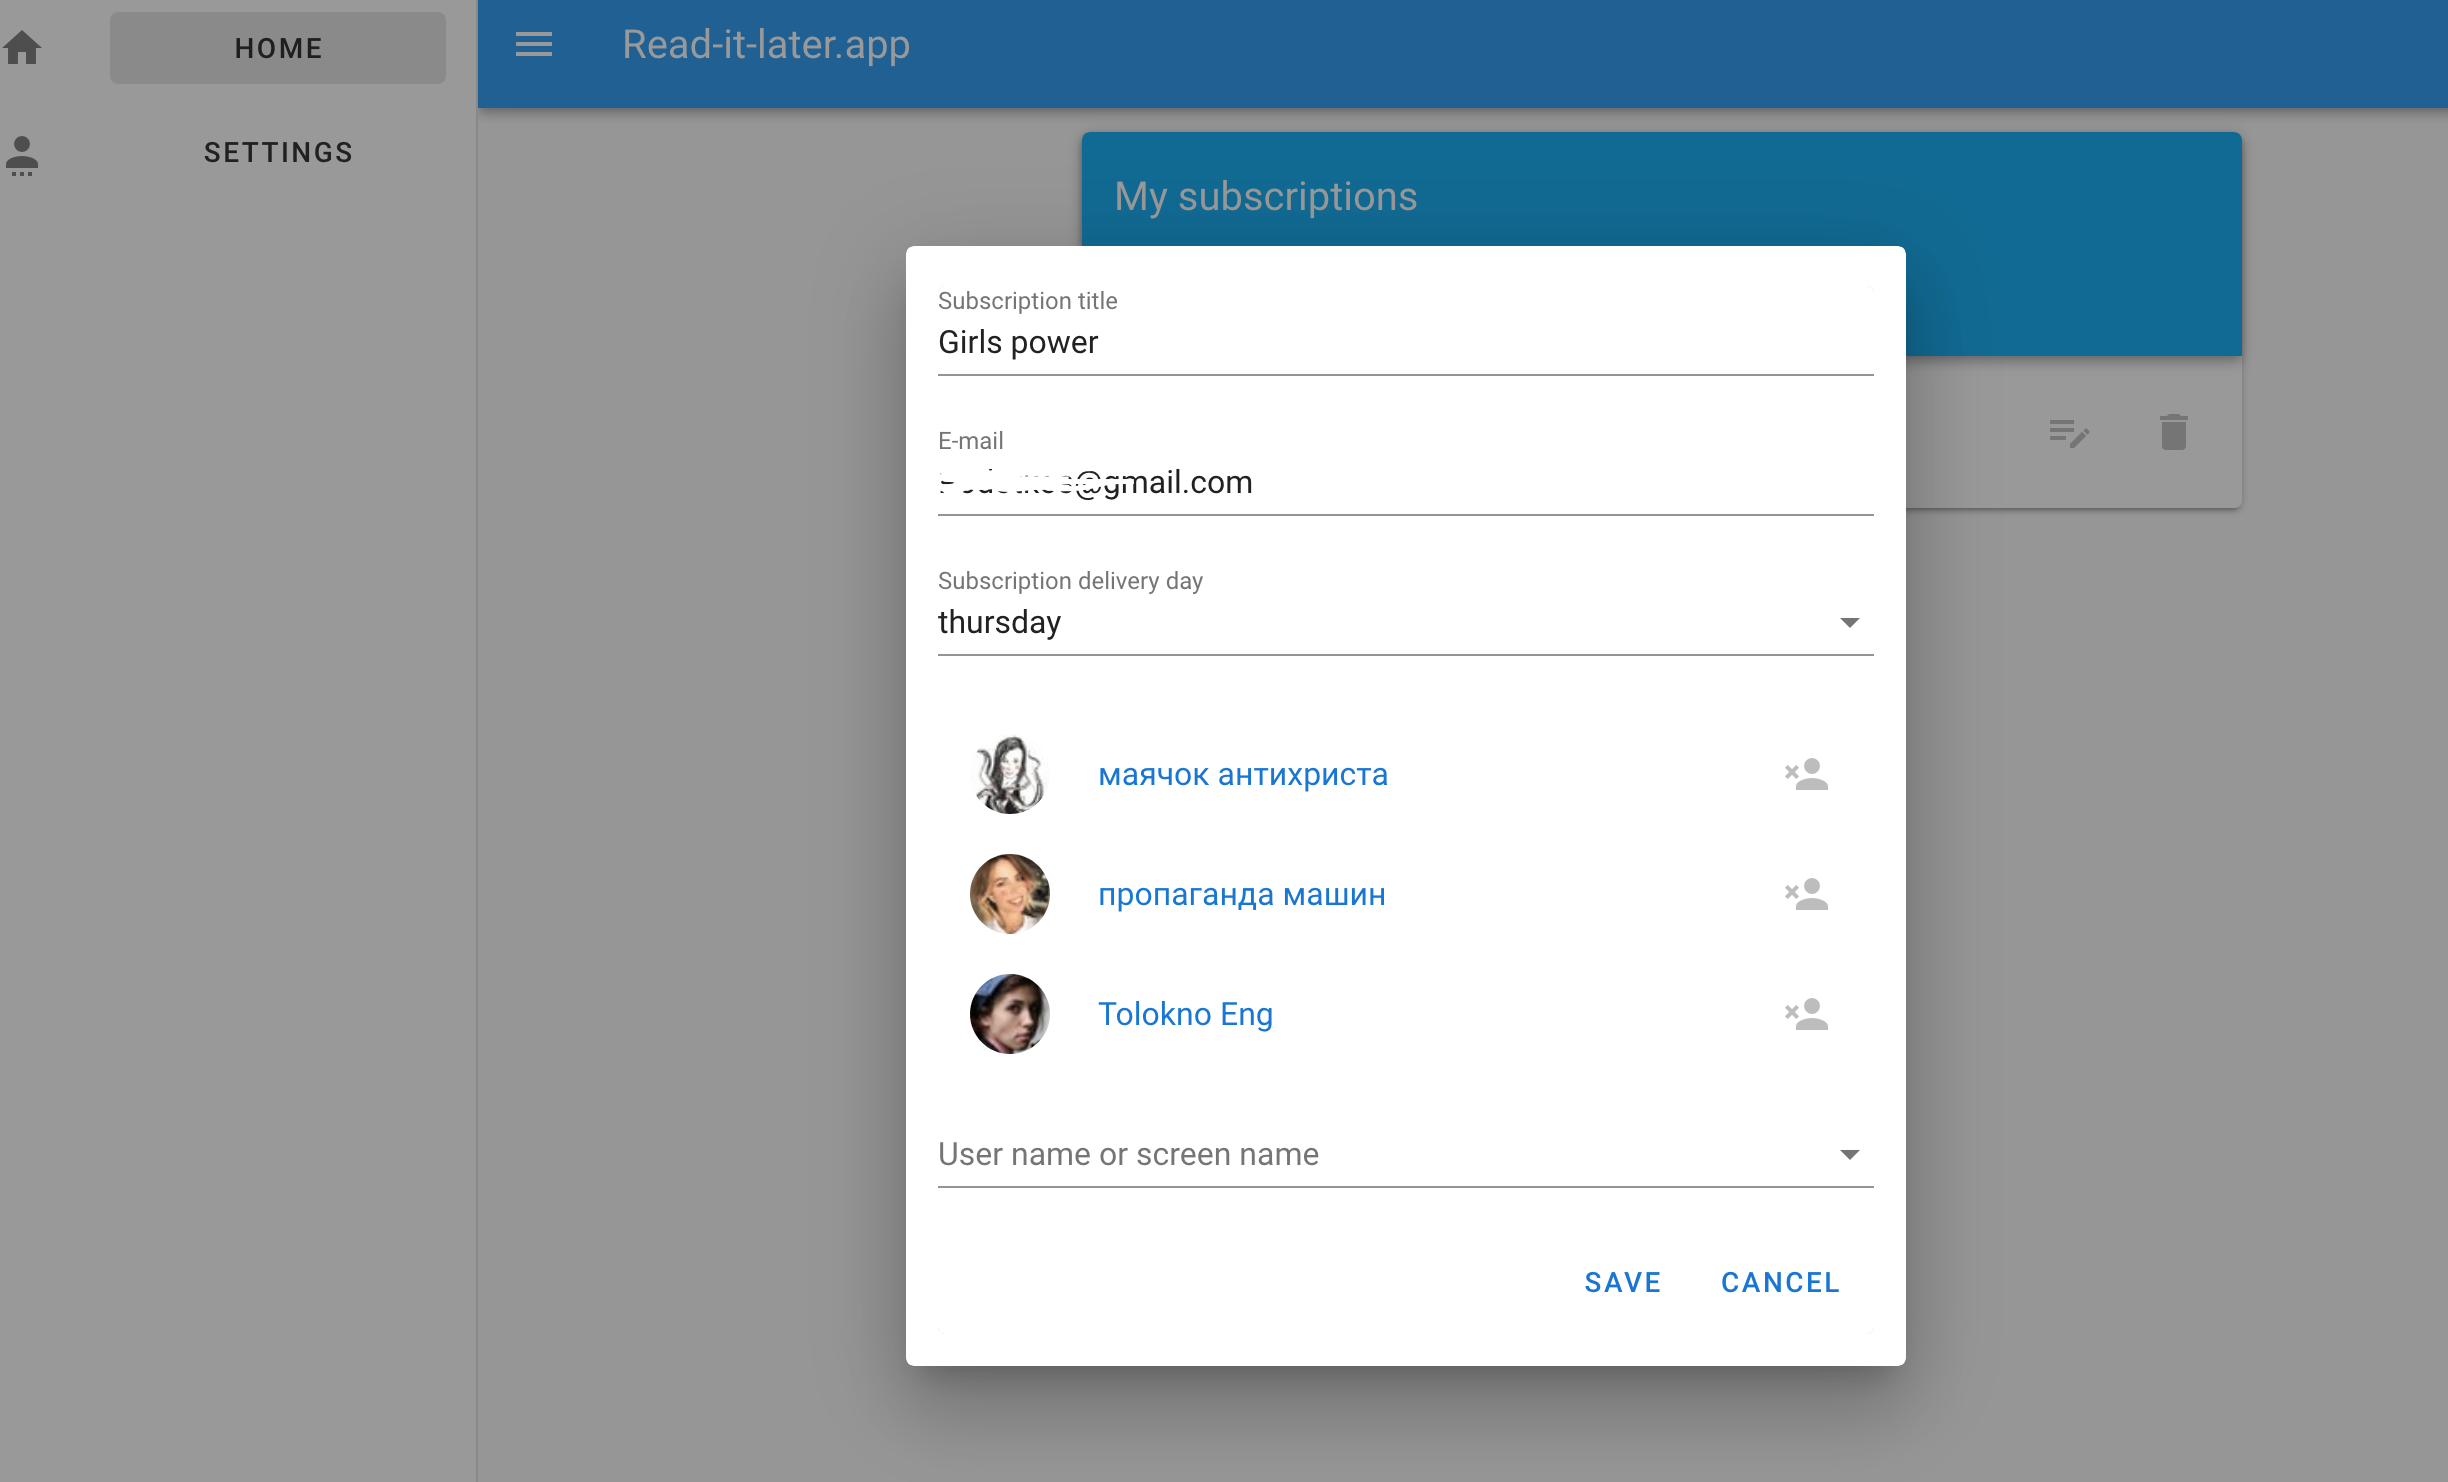 HOME
Read-it-later.app
SETTINGS
My subscriptions
Subscription title
Girls power
E-mail
@gmail.com
Subscription delivery day
thursday
маячок антихриста
пропаганда машин
Tolokno Eng
User name or screen name
SAVE CANCEL